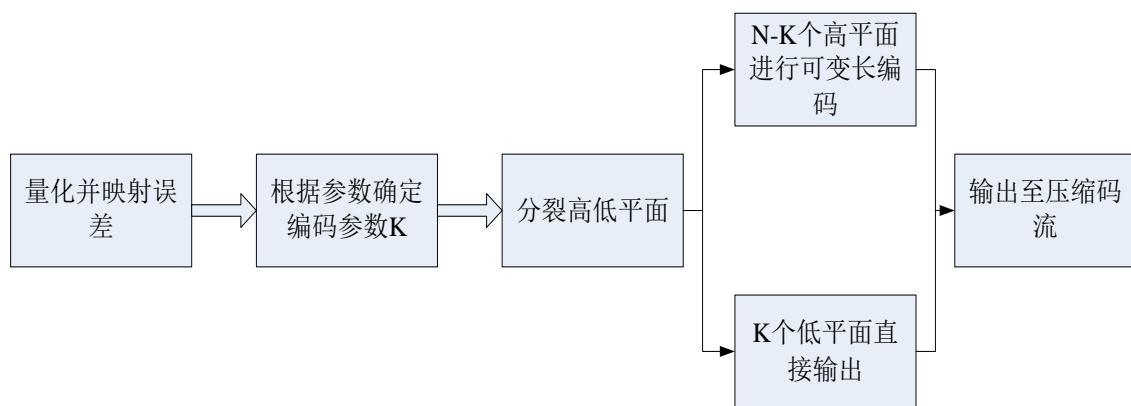 量化并映射误
差
根据参数确定
编码参数K
分裂高低平面
N-K个高平面
进行可变长编
码
K个低平面直
接输出
输出至压缩码
流